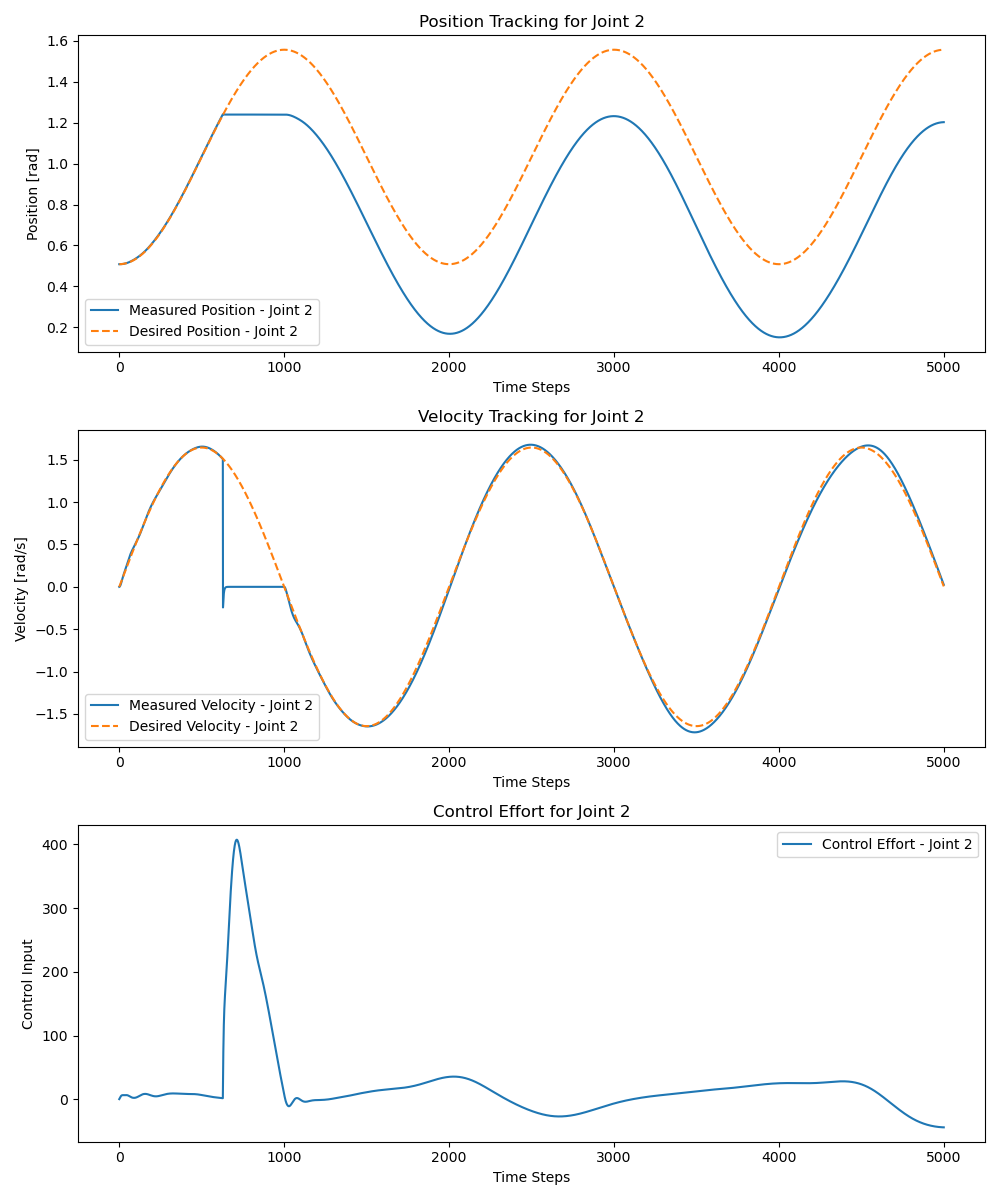 Position Tracking for Joint 2
1.6
1.4
1.2
1.0
0.8
0.6
0.4
0.2
Position [rad]
Measured Position - Joint 2
Desired Position - Joint 2
0 1000 2000 3000 4000 5000
Time Steps
Velocity Tracking for Joint 2
1.5
1.0
0.5
0.0
−0.5
−1.0
−1.5
Velocity [rad/s]
Measured Velocity - Joint 2
Desired Velocity - Joint 2
0 1000 2000 3000 4000 5000
Time Steps
Control Effort for Joint 2
400
300
200
100
0
Control Input
Control Effort - Joint 2
0 1000 2000 3000 4000 5000
Time Steps